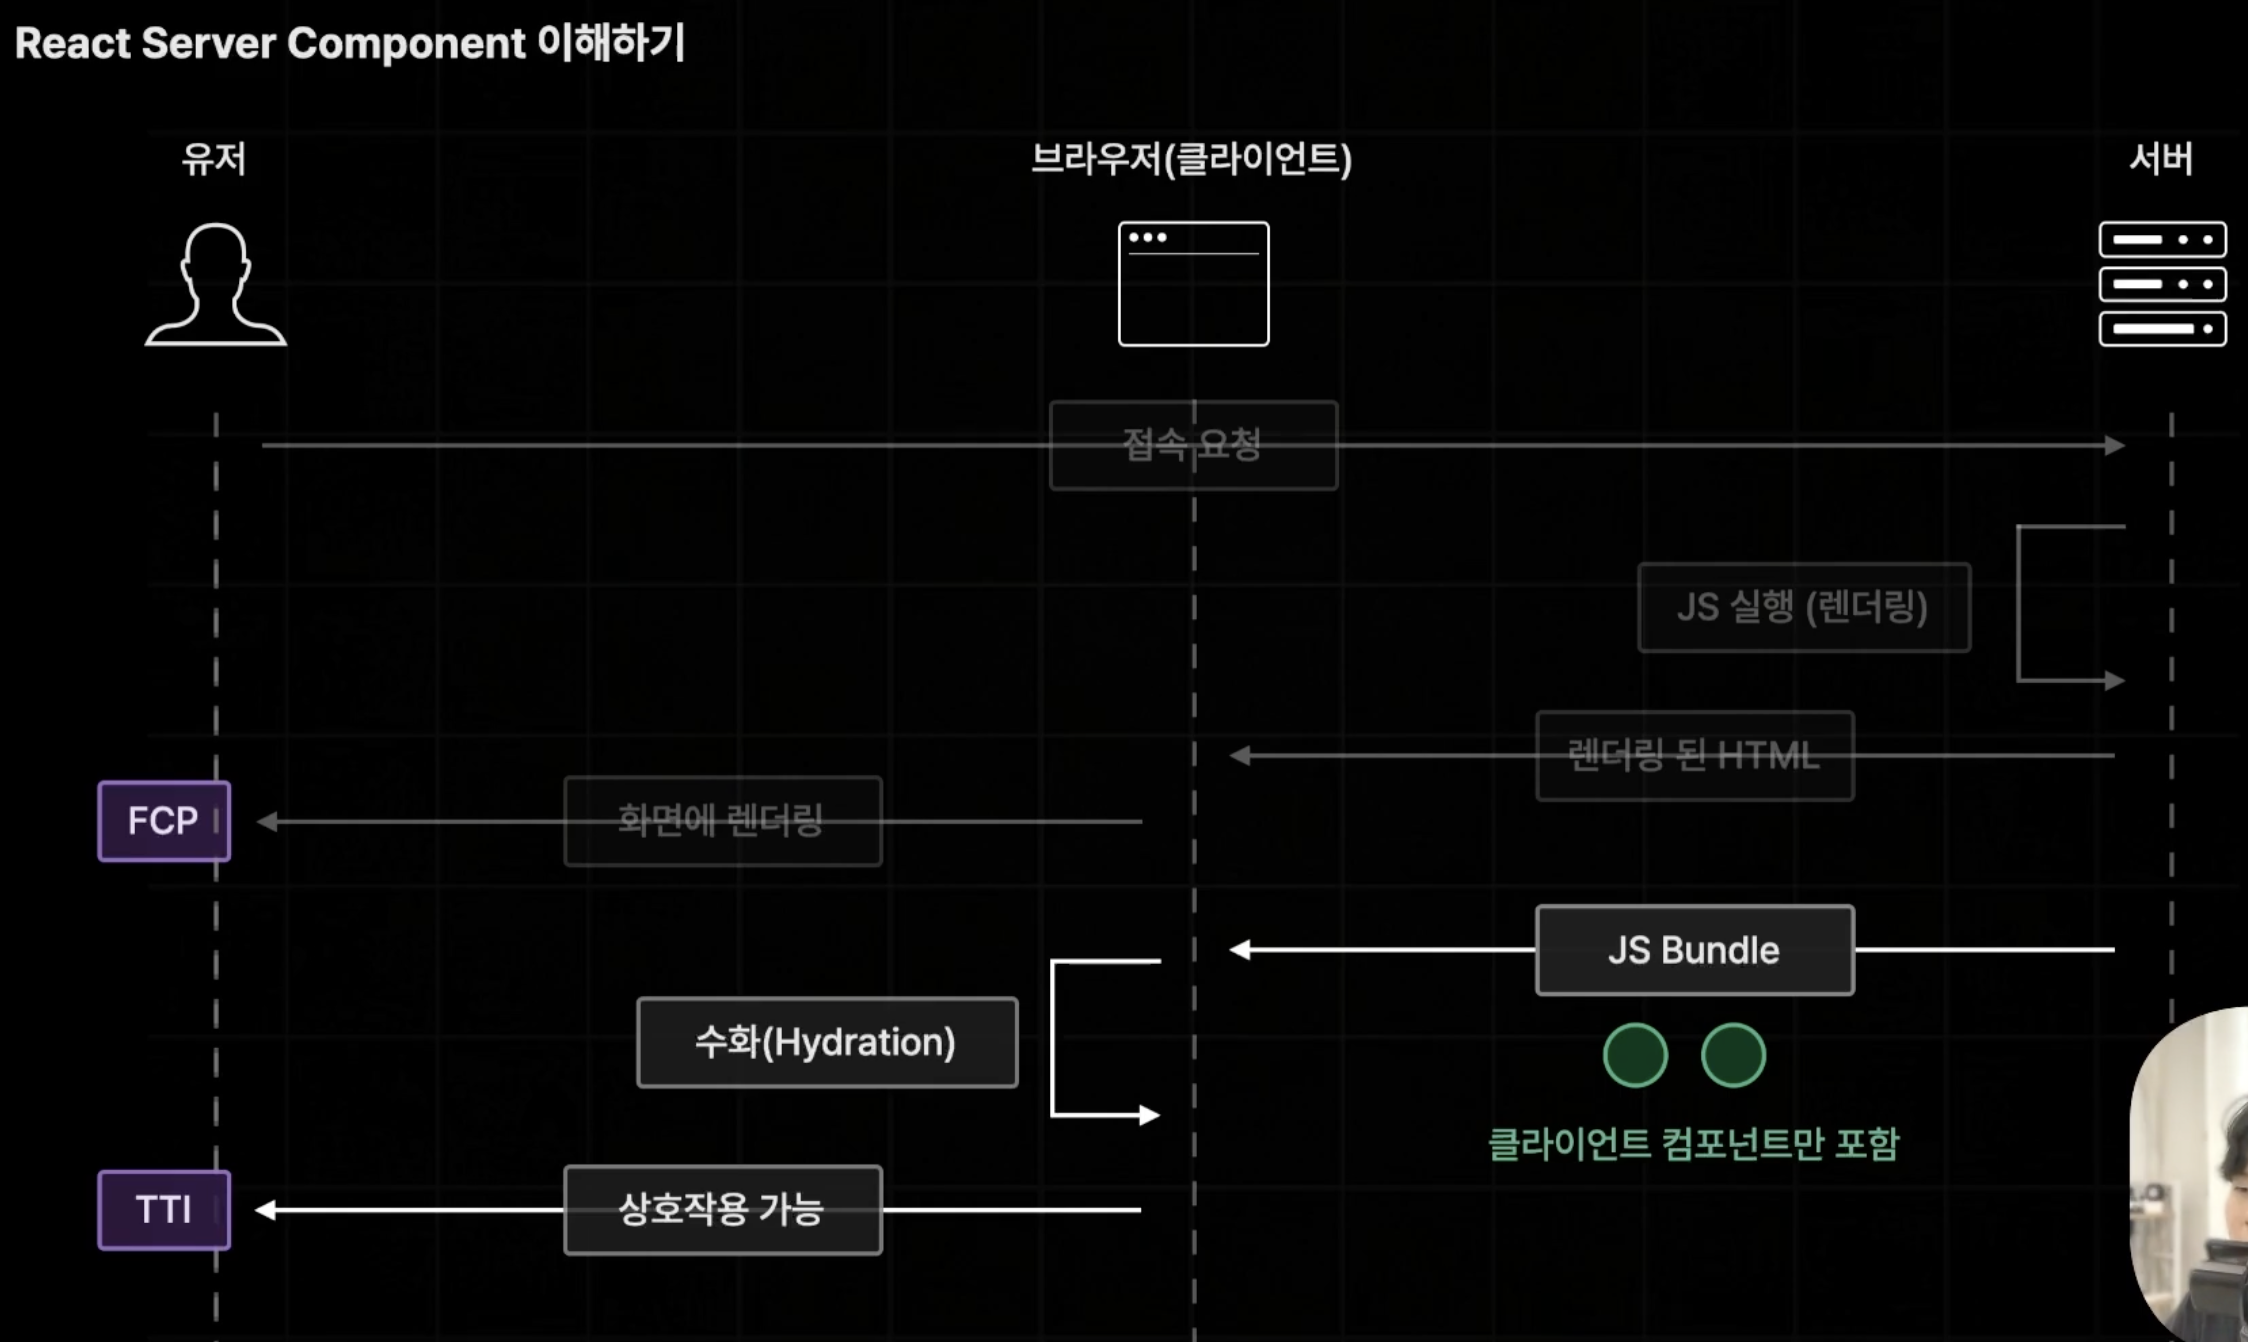 React Server Component 이해하기
유저
브라우저(클라이언트)
서버
접속 요청
JS 실행 (렌더링)
렌더링 된 HTML
FCP
화면에 렌더링
JS Bundle
수화(Hydration)
클라이언트 컴포넌트만 포함
TTI
상호작용 가능